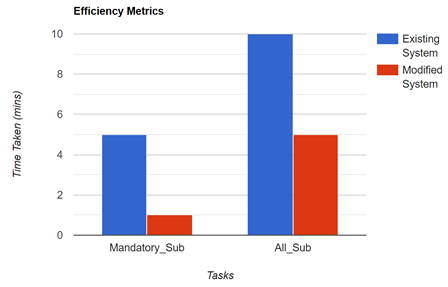 Efficiency Metrics
10
8
6
4
2
0
Time Taken (mins)
Mandatory_Sub
All_Sub
Tasks
Existing
System
Modified
System